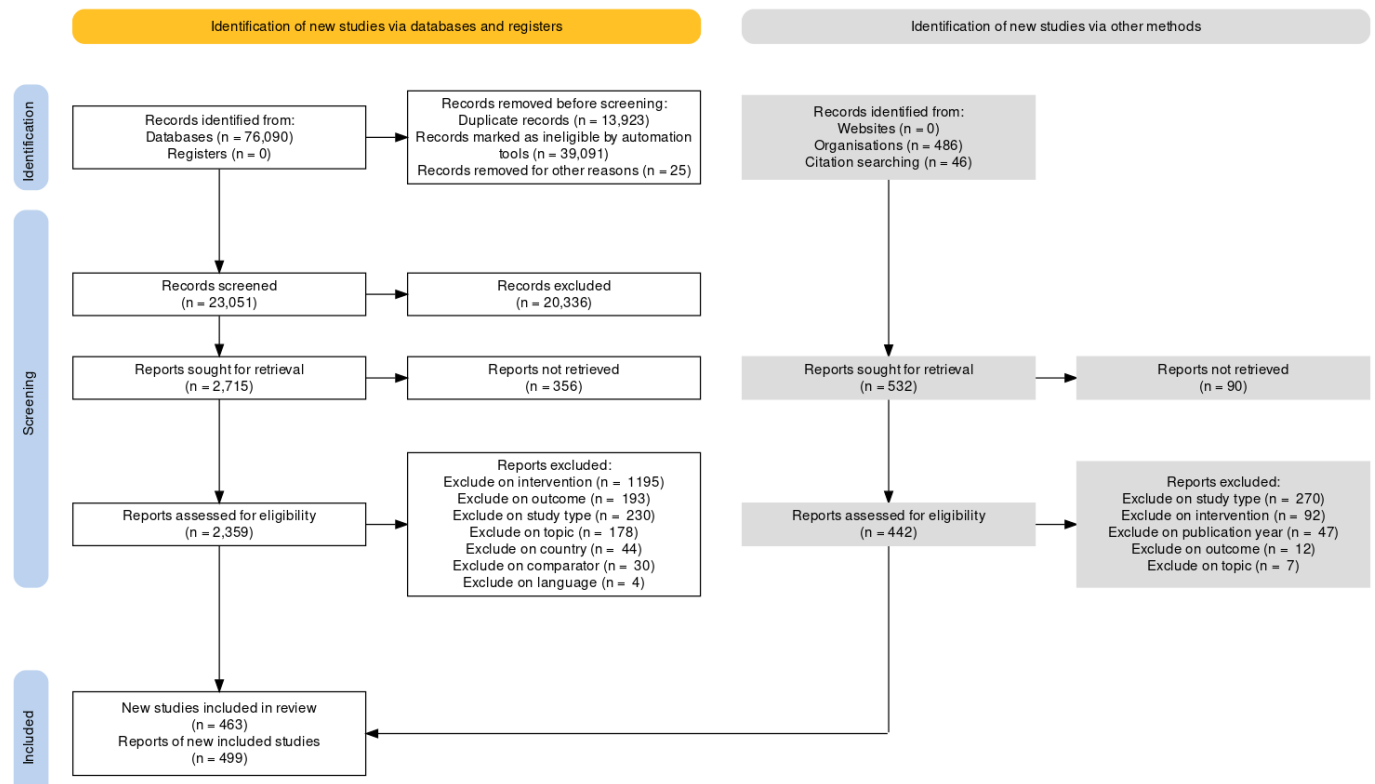 Identification of new studies via databases and registers
Identification of new studies via other methods
Identification
Records identified from:
Databases (n = 76,090)
Registers (n = 0)
Records removed before screening:
Duplicate records (n = 13,923)
Records marked as ineligible by automation
tools (n = 39,091)
Records removed for other reasons (n = 25)
Records identified from:
Websites (n = 0)
Organisations (n = 486)
Citation searching (n = 46)
Screening
Records screened
(n = 23,051)
Records excluded
(n = 20,336)
Reports sought for retrieval
(n = 2,715)
Reports not retrieved
(n = 356)
Reports sought for retrieval
(n = 532)
Reports not retrieved
(n = 90)
Reports assessed for eligibility
(n = 2,359)
Reports excluded:
Exclude on intervention (n = 1195)
Exclude on outcome (n = 193)
Exclude on study type (n = 230)
Exclude on topic (n = 178)
Exclude on country (n = 44)
Exclude on comparator (n = 30)
Exclude on language (n = 4)
Reports assessed for eligibility
(n = 442)
Reports excluded:
Exclude on study type (n = 270)
Exclude on intervention (n = 92)
Exclude on publication year (n = 47)
Exclude on outcome (n = 12)
Exclude on topic (n = 7)
Included
New studies included in review
(n = 463)
Reports of new included studies
(n = 499)